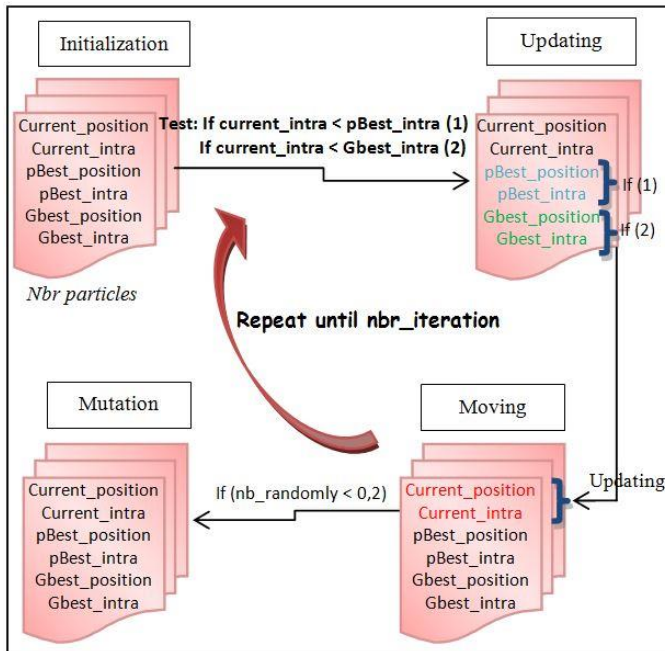 Initialization
Current_position
Current_intra
pBest_position
pBest_intra
Gbest_position
Gbest_intra
Nbr particles
Test: If current_intra < pBest_intra (1)
If current_intra < Gbest_intra (2)
Updating
Current_position
Current_intra
pBest_position
pBest_intra
If (1)
Gbest_position
Gbest_intra
If (2)
Repeat until nbr_iteration
Mutation
Current_position
Current_intra
pBest_position
pBest_intra
Gbest_position
Gbest_intra
If (nb_randomly < 0,2)
Moving
Current_position
Current_intra
pBest_position
pBest_intra
Gbest_position
Gbest_intra
Updating